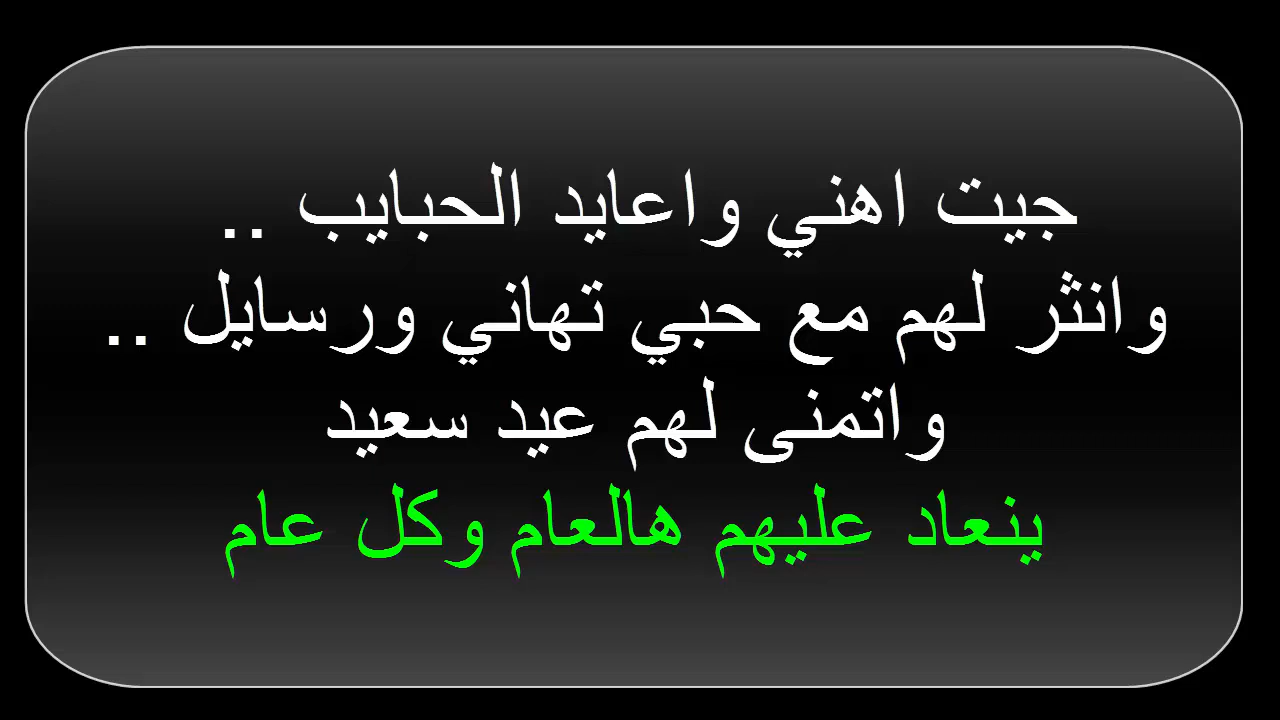 جيت اهني واعايد الحبايب ..
وانثر لهم مع حبي تهاني ورسايل ..
واتمنى لهم عيد سعيد
ينعاد عليهم هالعام وكل عام